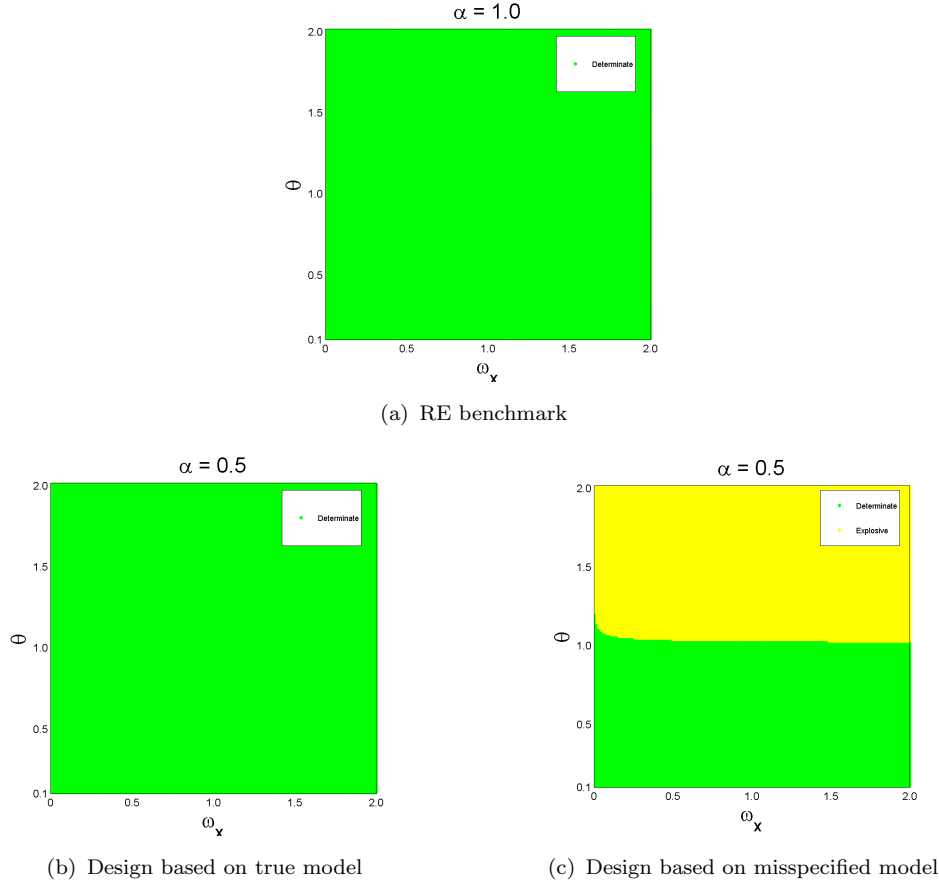 α = 1.0
2.0
Determinate
1.5
θ
1.0
0.5
0.1
0 0.5 1.0 1.5 2.0
ωx
(a) RE benchmark
α = 0.5
2.0
Determinate
1.5
θ
1.0
0.5
0.1
0 0.5 1.0 1.5 2.0
ωx
(b) Design based on true model
α = 0.5
2.0
Determinate
Explosive
1.5
θ
1.0
0.5
0.1
0 0.5 1.0 1.5 2.0
ωx
(c) Design based on misspecified model